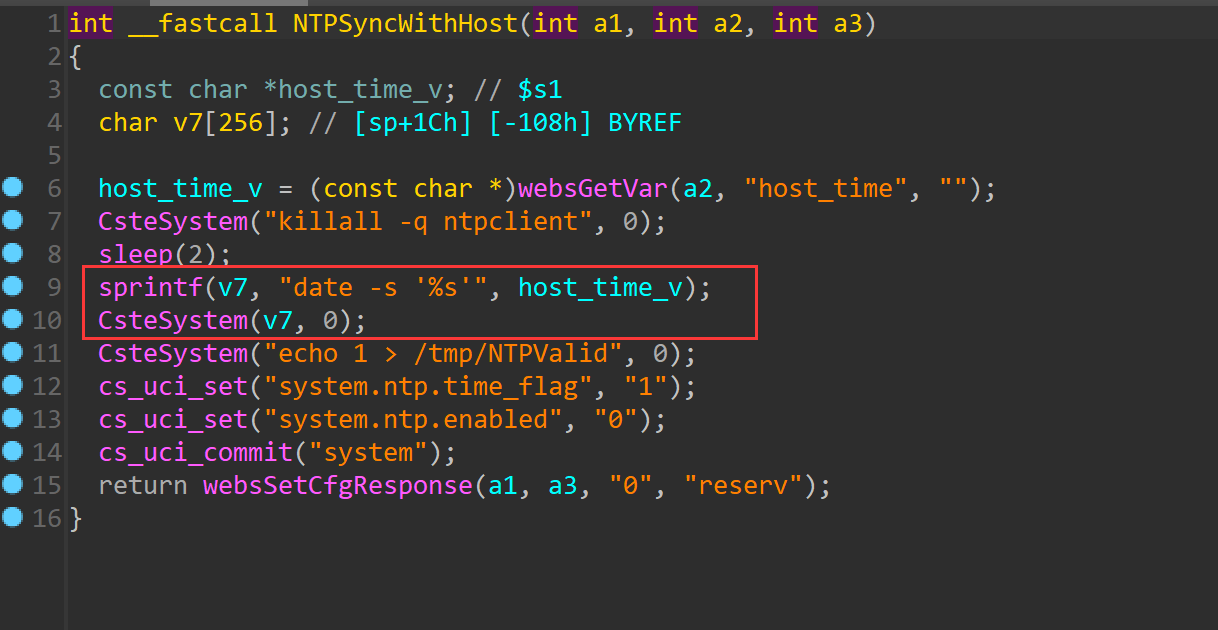 1 int __fastcall NTPSyncWithHost(int a1, int a2, int a3)
2 {
3 const char *host_time_v; // $s1
4 char v7[256]; // [sp+1Ch] [-108h] BYREF
5
6 host_time_v = (const char *)websGetVar(a2, "host_time", "");
7 CsteSystem("killall -q ntpclient", 0);
8 sleep(2);
9 sprintf(v7, "date -s '%s'", host_time_v);
10 CsteSystem(v7, 0);
11 CsteSystem("echo 1 > /tmp/NTPValid", 0);
12 cs_uci_set("system.ntp.time_flag", "1");
13 cs_uci_set("system.ntp.enabled", "0");
14 cs_uci_commit("system");
15 return websSetCfgResponse(a1, a3, "0", "reserv");
16 }